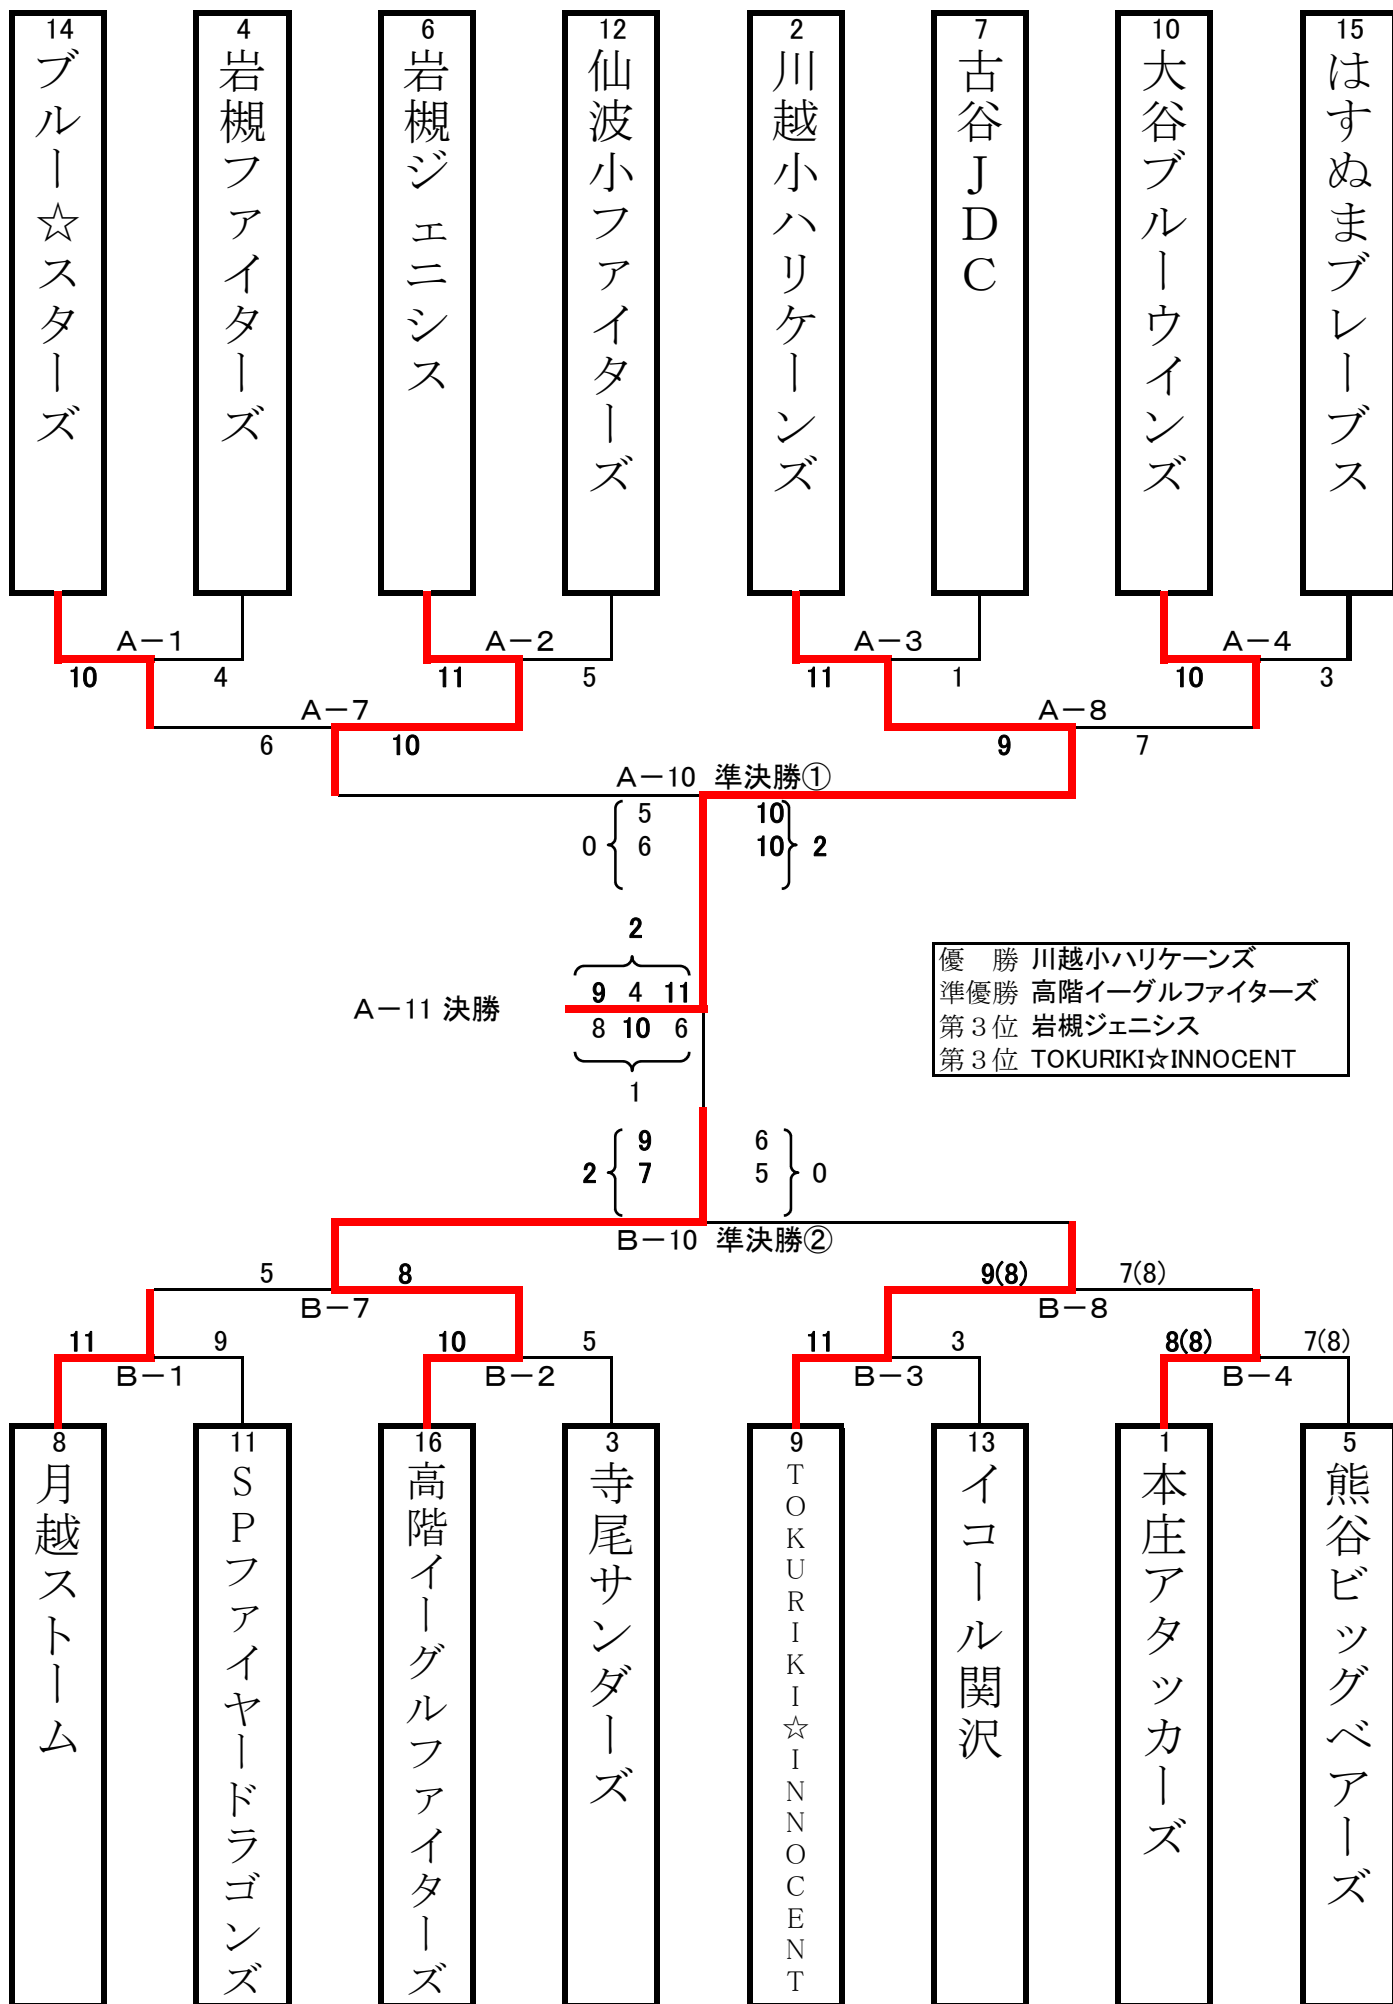 14 4 6 12 2 7 10 15
ブルー☆スターズ
岩槻ファイターズ
岩槻ジェニシス
仙波小ファイターズ
川越小ハリケーンズ
古谷JDC
大谷ブルーウインズ
はすぬまブレーブス
A-1 A-2 A-3 A-4
10 4 11 5 11 1 10 3
A-7 A-8
6 10 9 7
A-10 準決勝①
5 10
0 6 10 2
2
9 4 11
A-11 決勝
8 10 6
1
優　勝 川越小ハリケーンズ
準優勝 高階イーグルファイターズ
第3位 岩槻ジェニシス
第3位 TOKURIKI☆INNOCENT
9 6
2 7 5 0
B-10 準決勝②
5 8 9(8) 7(8)
B-7 B-8
11 9 10 5 11 3 8(8) 7(8)
B-1 B-2 B-3 B-4
8 11 16 3 9 13 1 5
月越ストーム
SPファイヤードラゴンズ
高階イーグルファイターズ
寺尾サンダーズ
TOKURIKI☆INNOCENT
イコール関沢
本庄アタッカーズ
熊谷ビッグベアーズ